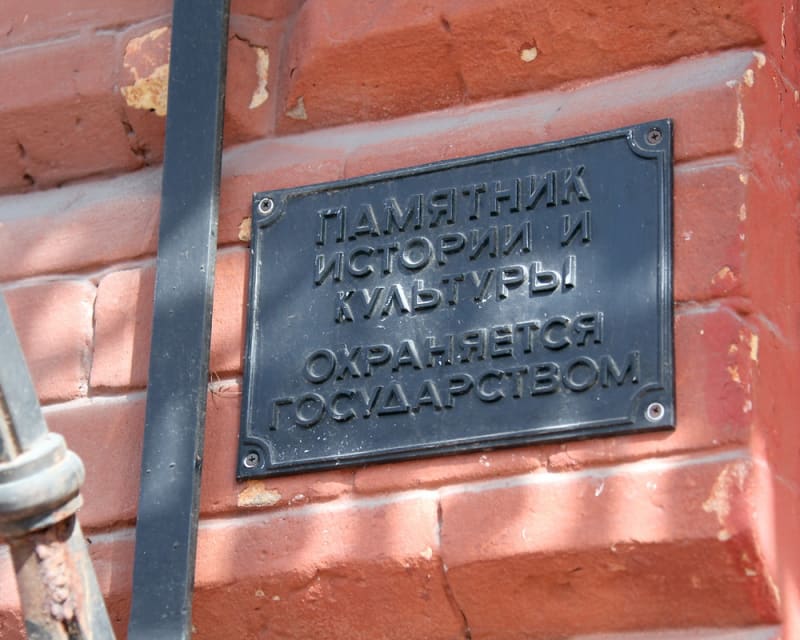 ПАМЯТНИК
ИСТОРИИ И
КУЛЬТУРЫ
ОХРАНЯЕТСЯ
ГОСУДАРСТВОМ